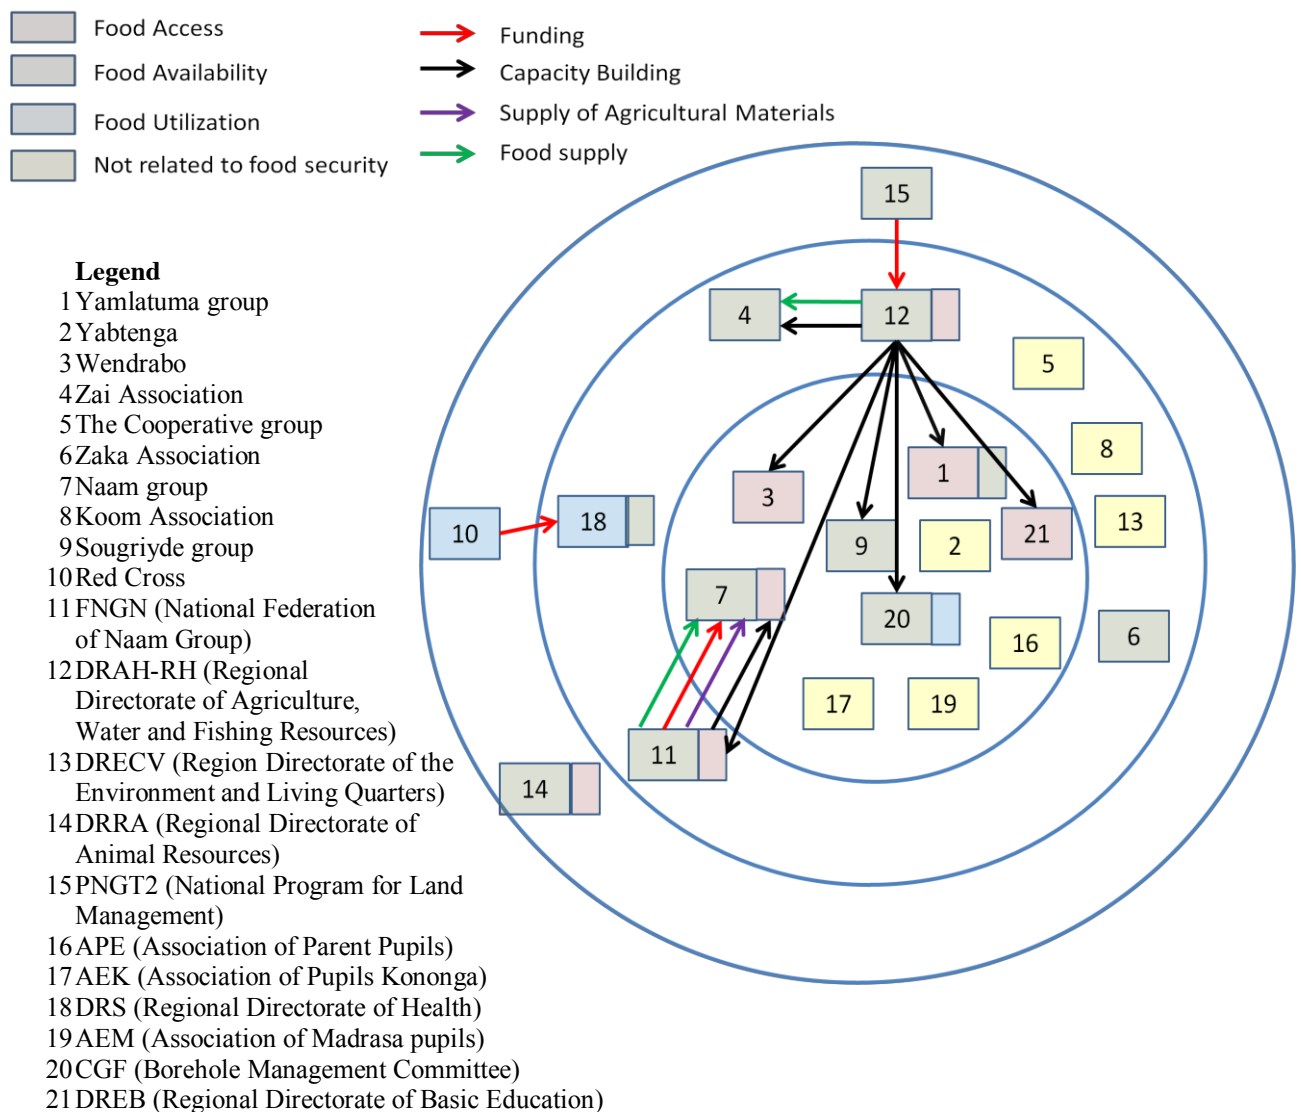 Food Access
Food Availability
Food Utilization
Not related to food security
Funding
Capacity Building
Supply of Agricultural Materials
Food supply
Legend
1 Yamlatuma group
2 Yabtenga
3 Wendrabo
4 Zai Association
5 The Cooperative group
6 Zaka Association
7 Naam group
8 Koom Association
9 Sougriyde group
10 Red Cross
11 FNGN (National Federation
of Naam Group)
12 DRAH-RH (Regional
Directorate of Agriculture,
Water and Fishing Resources)
13 DRECV (Region Directorate of the
Environment and Living Quarters)
14 DRRA (Regional Directorate of
Animal Resources)
15 PNGT2 (National Program for Land
Management)
16 APE (Association of Parent Pupils)
17 AEK (Association of Pupils Kononga)
18 DRS (Regional Directorate of Health)
19 AEM (Association of Madrasa pupils)
20 CGF (Borehole Management Committee)
21 DREB (Regional Directorate of Basic Education)
15
4
12
5
8
1
3
10
18
9
2
21
13
7
20
16
6
17
19
11
14